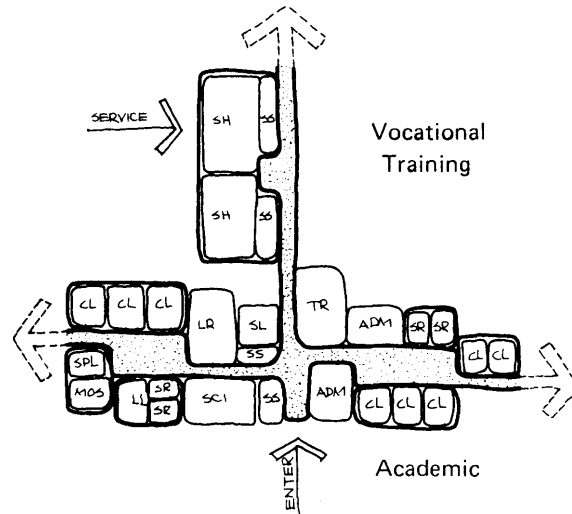 SERVICE
SH
SS
Vocational
Training
SH
SS
CL CL CL
LR
SL
SS
TR
ADM
SR SR
CL CL
SPL
MOS
LL
SR
SR
SCI
SS
ADM
CL CL CL
ENTER
Academic